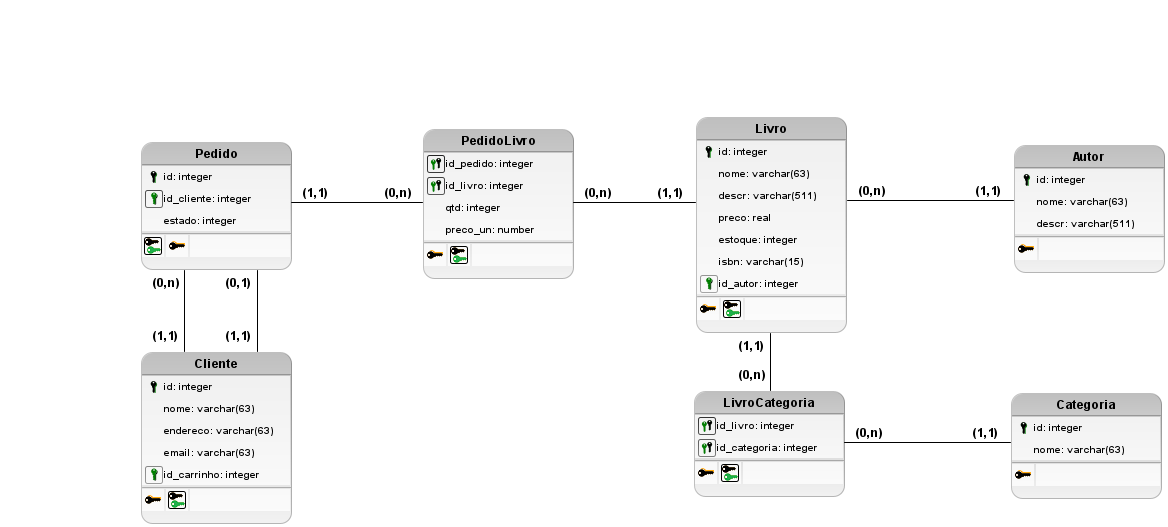 Pedido
id: integer
id_cliente: integer
estado: integer
(1,1)
(0,n)
PedidoLivro
id_pedido: integer
id_livro: integer
qtd: integer
preco_un: number
(0,n)
(1,1)
Livro
id: integer
nome: varchar(63)
descr: varchar(511)
preco: real
estoque: integer
isbn: varchar(15)
id_autor: integer
(0,n)
(1,1)
Autor
id: integer
nome: varchar(63)
descr: varchar(511)
(0,n)
(0,1)
(1,1)
(1,1)
Cliente
id: integer
nome: varchar(63)
endereco: varchar(63)
email: varchar(63)
id_carrinho: integer
(1,1)
(0,n)
LivroCategoria
id_livro: integer
id_categoria: integer
(0,n)
(1,1)
Categoria
id: integer
nome: varchar(63)